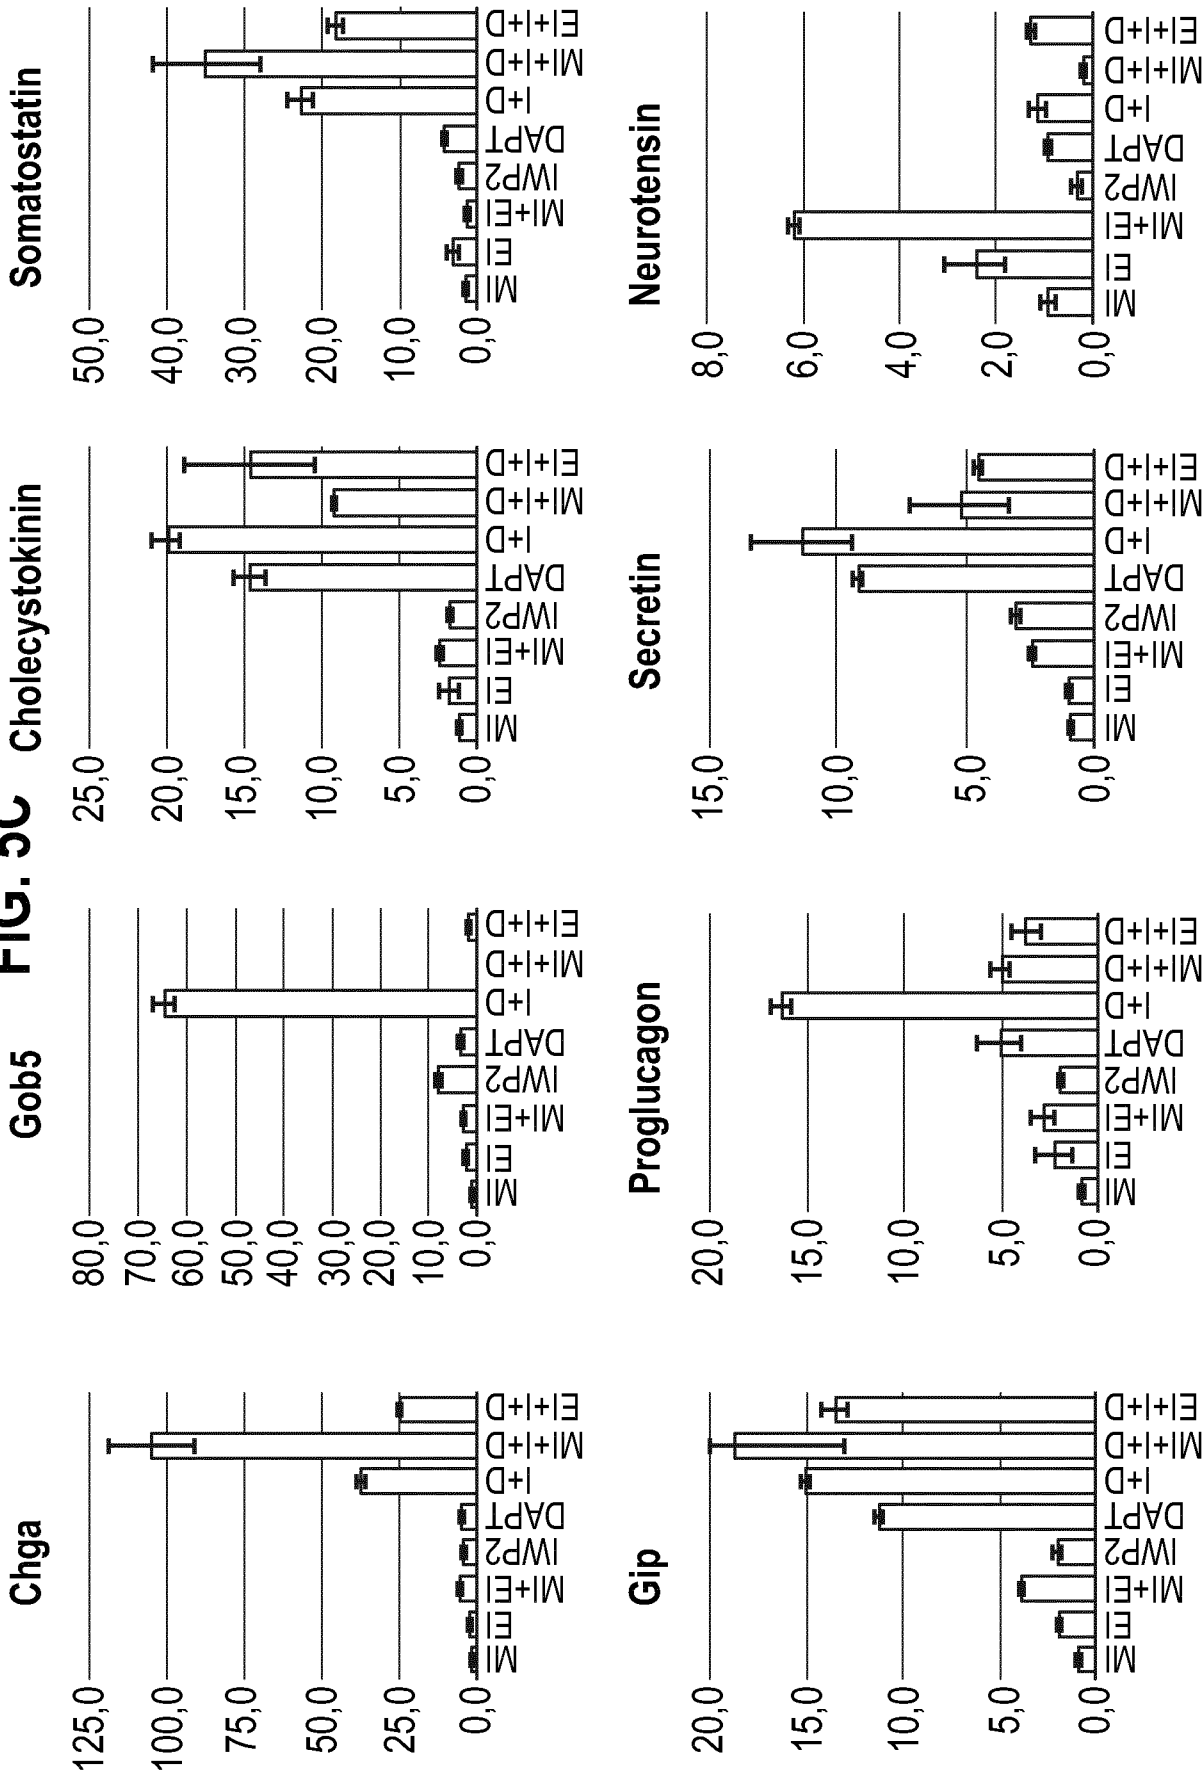 FIG. 5C
Chga
125,0
100,0
75,0
50,0
25,0
0,0
MI
EI
MI+EI
IWP2
DAPT
I+D
MI+I+D
EI+I+D
Gob5
80,0
70,0
60,0
50,0
40,0
30,0
20,0
10,0
0,0
MI
EI
MI+EI
IWP2
DAPT
I+D
MI+I+D
EI+I+D
Cholecystokinin
25,0
20,0
15,0
10,0
5,0
0,0
MI
EI
MI+EI
IWP2
DAPT
I+D
MI+I+D
EI+I+D
Somatostatin
50,0
40,0
30,0
20,0
10,0
0,0
MI
EI
MI+EI
IWP2
DAPT
I+D
MI+I+D
EI+I+D
Gip
20,0
15,0
10,0
5,0
0,0
MI
EI
MI+EI
IWP2
DAPT
I+D
MI+I+D
EI+I+D
Proglucagon
20,0
15,0
10,0
5,0
0,0
MI
EI
MI+EI
IWP2
DAPT
I+D
MI+I+D
EI+I+D
Secretin
15,0
10,0
5,0
0,0
MI
EI
MI+EI
IWP2
DAPT
I+D
MI+I+D
EI+I+D
Neurotensin
8,0
6,0
4,0
2,0
0,0
MI
EI
MI+EI
IWP2
DAPT
I+D
MI+I+D
EI+I+D